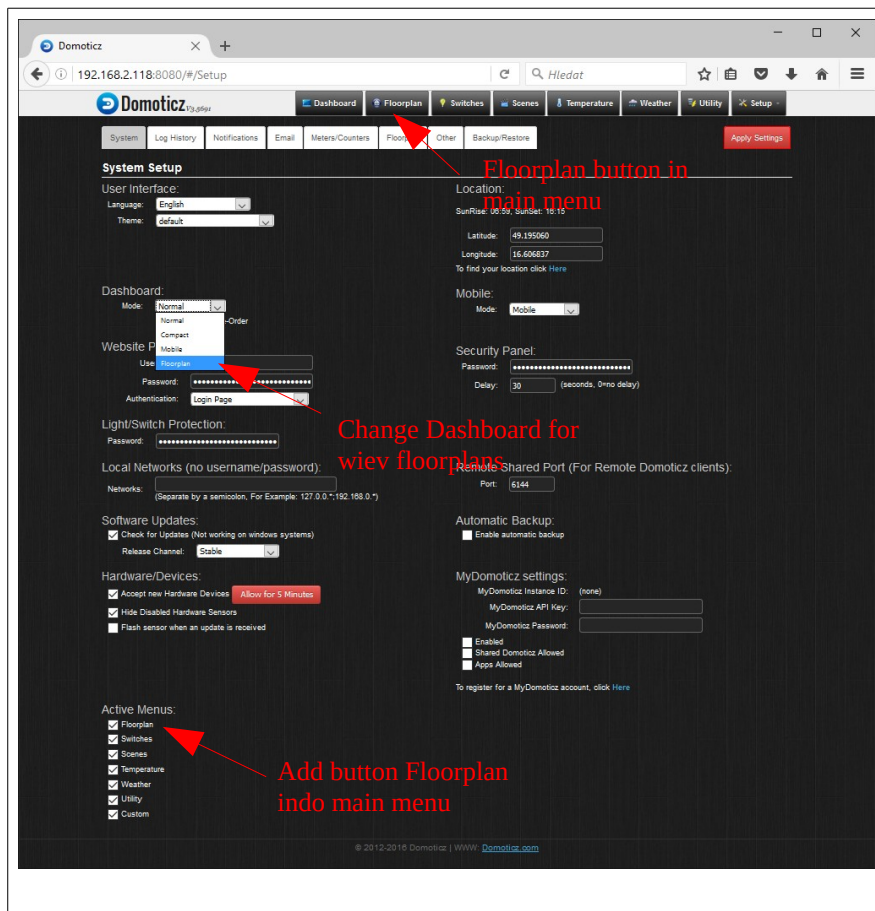 Domoticz
192.168.2.118:8080/#/Setup
Hledat
Domoticz V3.5691
Dashboard Floorplan Switches Scenes Temperature Weather Utility Setup
System Log History Notifications Email Meters/Counters Other Backup/Restore Apply Settings
Floorplan button in
main menu
System Setup
User Interface:
Language: English
Theme: default
Location:
SunRise: 06:59, SunSet: 16:15
Latitude: 49.195060
Longitude: 16.606837
To find your location click Here
Dashboard:
Mode: Normal
Normal
-Order
Compact
Mobile
Floorplan
Mobile:
Mode: Mobile
Website P
Use
Password: ••••••••••••••••••••••••••••
Authentication: Login Page
Security Panel:
Password: ••••••••••••••••••••••••••••
Delay: 30 (seconds, 0=no delay)
Change Dashboard for
wiev floorplans
Light/Switch Protection:
Password: ••••••••••••••••••••••••••••
Local Networks (no username/password):
Networks:
(Separate by a semicolon, For Example: 127.0.0.*;192.168.0.*)
Remote Shared Port (For Remote Domoticz clients):
Port: 6144
Software Updates:
Check for Updates (Not working on windows systems)
Release Channel: Stable
Automatic Backup:
Enable automatic backup
Hardware/Devices:
Accept new Hardware Devices Allow for 5 Minutes
Hide Disabled Hardware Sensors
Flash sensor when an update is received
MyDomoticz settings:
MyDomoticz Instance ID: (none)
MyDomoticz API Key:
MyDomoticz Password:
Enabled
Shared Domoticz Allowed
Apps Allowed
To register for a MyDomoticz account, click Here
Active Menus:
Floorplan
Switches
Scenes
Temperature
Weather
Utility
Custom
Add button Floorplan
indo main menu
© 2012-2016 Domoticz | WWW: Domoticz.com